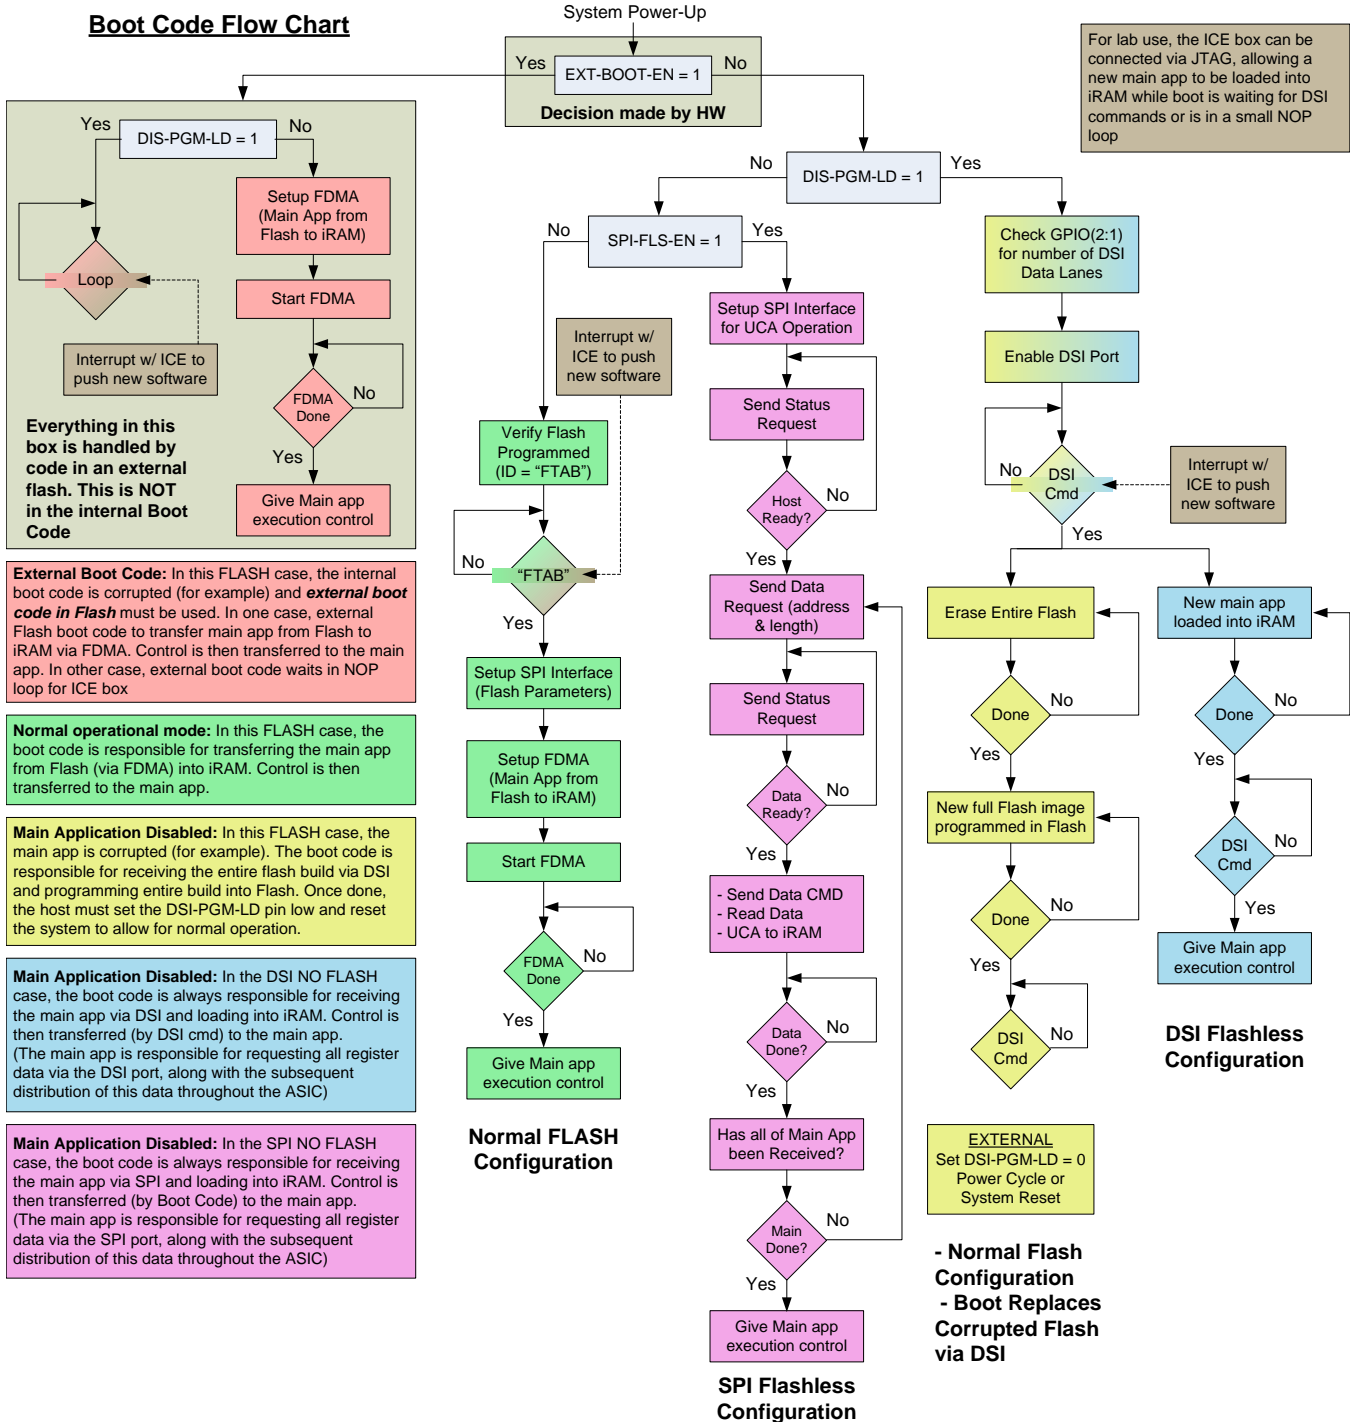 Boot Code Flow Chart
System Power-Up
Yes
EXT-BOOT-EN = 1
No
Decision made by HW
For lab use, the ICE box can be
connected via JTAG, allowing a
new main app to be loaded into
iRAM while boot is waiting for DSI
commands or is in a small NOP
loop
Yes
DIS-PGM-LD = 1
No
Setup FDMA
(Main App from
Flash to iRAM)
Loop
Start FDMA
Interrupt w/ ICE to
push new software
FDMA
Done
No
Yes
Give Main app
execution control
Everything in this
box is handled by
code in an external
flash. This is NOT
in the internal Boot
Code
No
DIS-PGM-LD = 1
Yes
No
SPI-FLS-EN = 1
Yes
Interrupt w/
ICE to push
new software
Verify Flash
Programmed
(ID = “FTAB”)
No
“FTAB”
Yes
Setup SPI Interface
(Flash Parameters)
Setup FDMA
(Main App from
Flash to iRAM)
Start FDMA
FDMA
Done
No
Yes
Give Main app
execution control
Normal FLASH
Configuration
Setup SPI Interface
for UCA Operation
Send Status
Request
Host
Ready?
No
Yes
Send Data
Request (address
& length)
Send Status
Request
Data
Ready?
No
Yes
- Send Data CMD
- Read Data
- UCA to iRAM
Data
Done?
No
Yes
Has all of Main App
been Received?
Main
Done?
No
Yes
Give Main app
execution control
SPI Flashless
Configuration
Check GPIO(2:1)
for number of DSI
Data Lanes
Enable DSI Port
No
DSI
Cmd
Interrupt w/
ICE to push
new software
Yes
Erase Entire Flash
Done
No
Yes
New full Flash image
programmed in Flash
Done
No
Yes
DSI
Cmd
No
EXTERNAL
Set DSI-PGM-LD = 0
Power Cycle or
System Reset
- Normal Flash
Configuration
- Boot Replaces
Corrupted Flash
via DSI
New main app
loaded into iRAM
Done
No
Yes
DSI
Cmd
No
Yes
Give Main app
execution control
DSI Flashless
Configuration
External Boot Code: In this FLASH case, the internal
boot code is corrupted (for example) and external boot
code in Flash must be used. In one case, external
Flash boot code to transfer main app from Flash to
iRAM via FDMA. Control is then transferred to the main
app. In other case, external boot code waits in NOP
loop for ICE box
Normal operational mode: In this FLASH case, the
boot code is responsible for transferring the main app
from Flash (via FDMA) into iRAM. Control is then
transferred to the main app.
Main Application Disabled: In this FLASH case, the
main app is corrupted (for example). The boot code is
responsible for receiving the entire flash build via DSI
and programming entire build into Flash. Once done,
the host must set the DSI-PGM-LD pin low and reset
the system to allow for normal operation.
Main Application Disabled: In the DSI NO FLASH
case, the boot code is always responsible for receiving
the main app via DSI and loading into iRAM. Control is
then transferred (by DSI cmd) to the main app.
(The main app is responsible for requesting all register
data via the DSI port, along with the subsequent
distribution of this data throughout the ASIC)
Main Application Disabled: In the SPI NO FLASH
case, the boot code is always responsible for receiving
the main app via SPI and loading into iRAM. Control is
then transferred (by Boot Code) to the main app.
(The main app is responsible for requesting all register
data via the SPI port, along with the subsequent
distribution of this data throughout the ASIC)